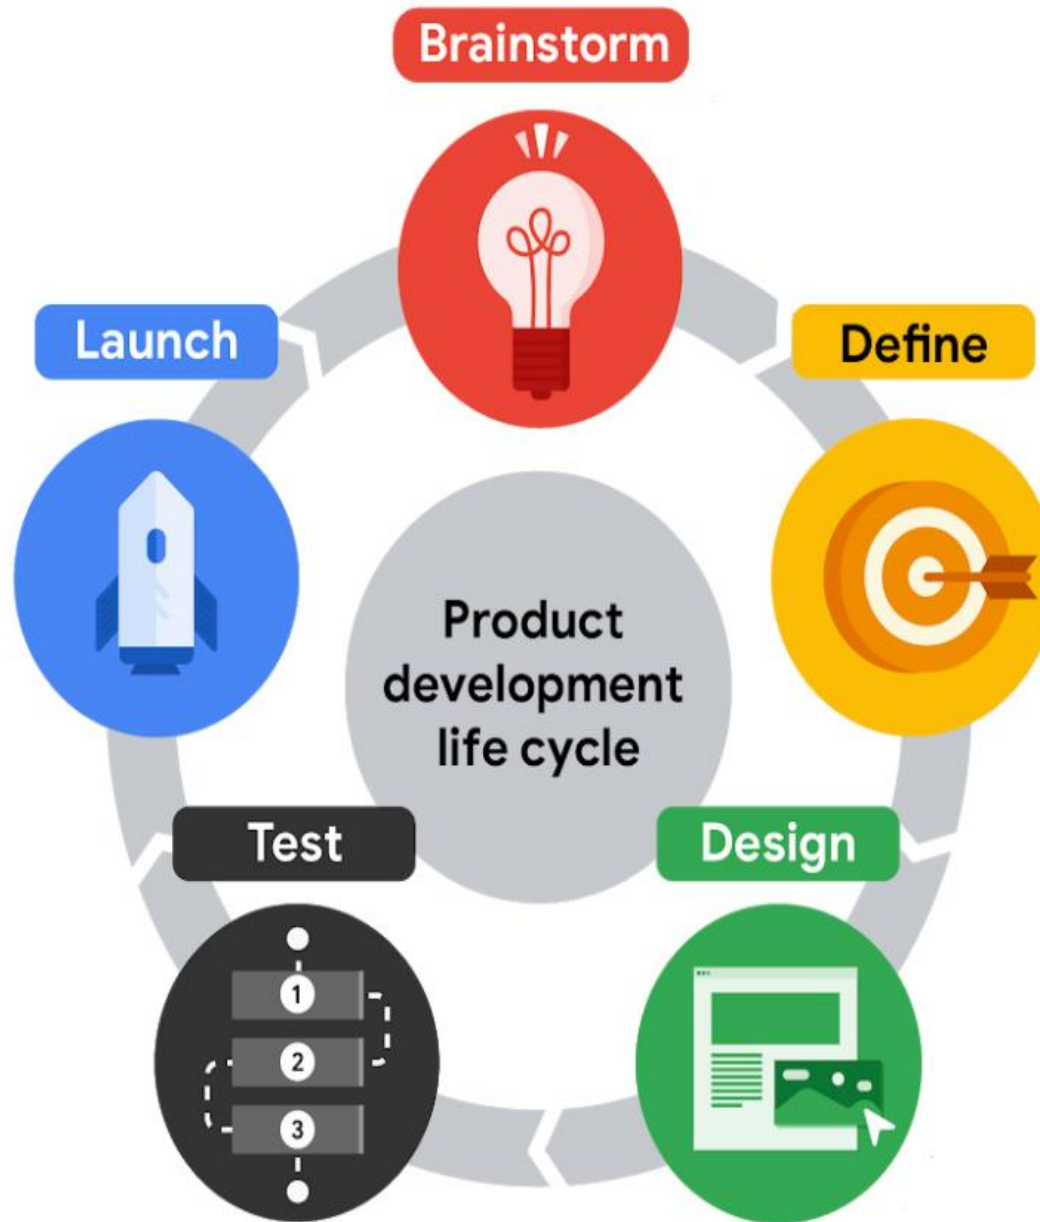 Brainstorm
Launch
Define
Product
development
life cycle
Test
Design
1
2
3